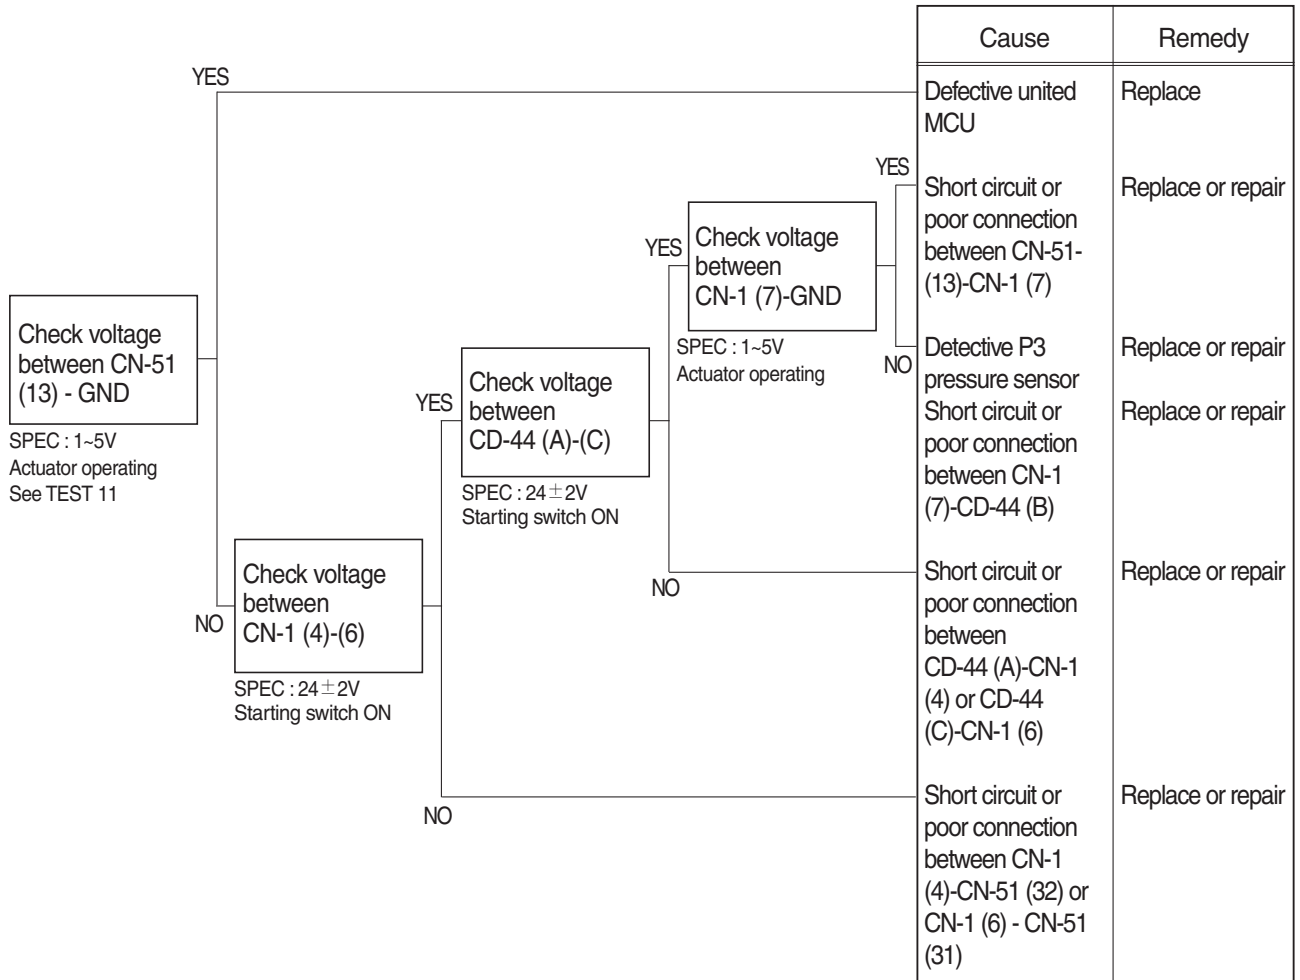 Cause
Remedy
YES
Defective united
MCU
Replace
YES
Short circuit or
poor connection
between CN-51-
(13)-CN-1 (7)
Replace or repair
YES
Check voltage
between
CN-1 (7)-GND
SPEC : 1~5V
Actuator operating
NO
Detective P3
pressure sensor
Replace or repair
Short circuit or
poor connection
between CN-1
(7)-CD-44 (B)
Replace or repair
Check voltage
between CN-51
(13) - GND
SPEC : 1~5V
Actuator operating
See TEST 11
YES
Check voltage
between
CD-44 (A)-(C)
SPEC : 24±2V
Starting switch ON
NO
Short circuit or
poor connection
between
CD-44 (A)-CN-1
(4) or CD-44
(C)-CN-1 (6)
Replace or repair
NO
Check voltage
between
CN-1 (4)-(6)
SPEC : 24±2V
Starting switch ON
NO
Short circuit or
poor connection
between CN-1
(4)-CN-51 (32) or
CN-1 (6) - CN-51
(31)
Replace or repair